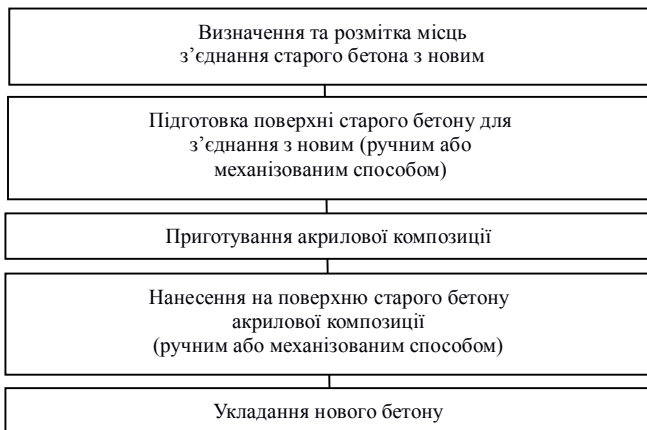 Визначення та розмітка місць
з’єднання старого бетона з новим
Підготовка поверхні старого бетону для
з’єднання з новим (ручним або
механізованим способом)
Приготування акрилової композиції
Нанесення на поверхню старого бетону
акрилової композиції
(ручним або механізованим способом)
Укладання нового бетону